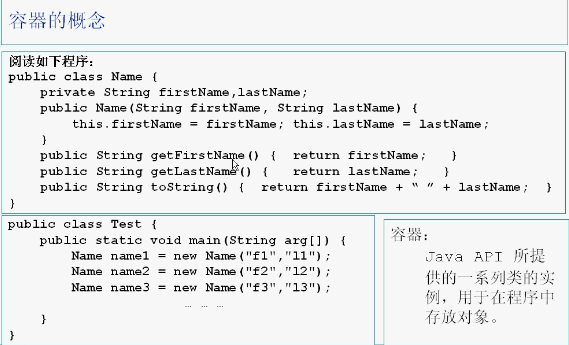 容器的概念
阅读如下程序：
public class Name {
    private String firstName,lastName;
    public Name(String firstName, String lastName) {
        this.firstName = firstName; this.lastName = lastName;
    }
    public String getFirstName() {  return firstName;   }
    public String getLastName() {   return lastName;   }
    public String toString() {  return firstName + “ ” + lastName;  }
}
public class Test {
    public static void main(String arg[]) {
        Name name1 = new Name("f1","l1");
        Name name2 = new Name("f2","l2");
        Name name3 = new Name("f3","l3");
                      … … …
    }
}
容器：
Java API 所提
供的一系列类的实
例，用于在程序中
存放对象。